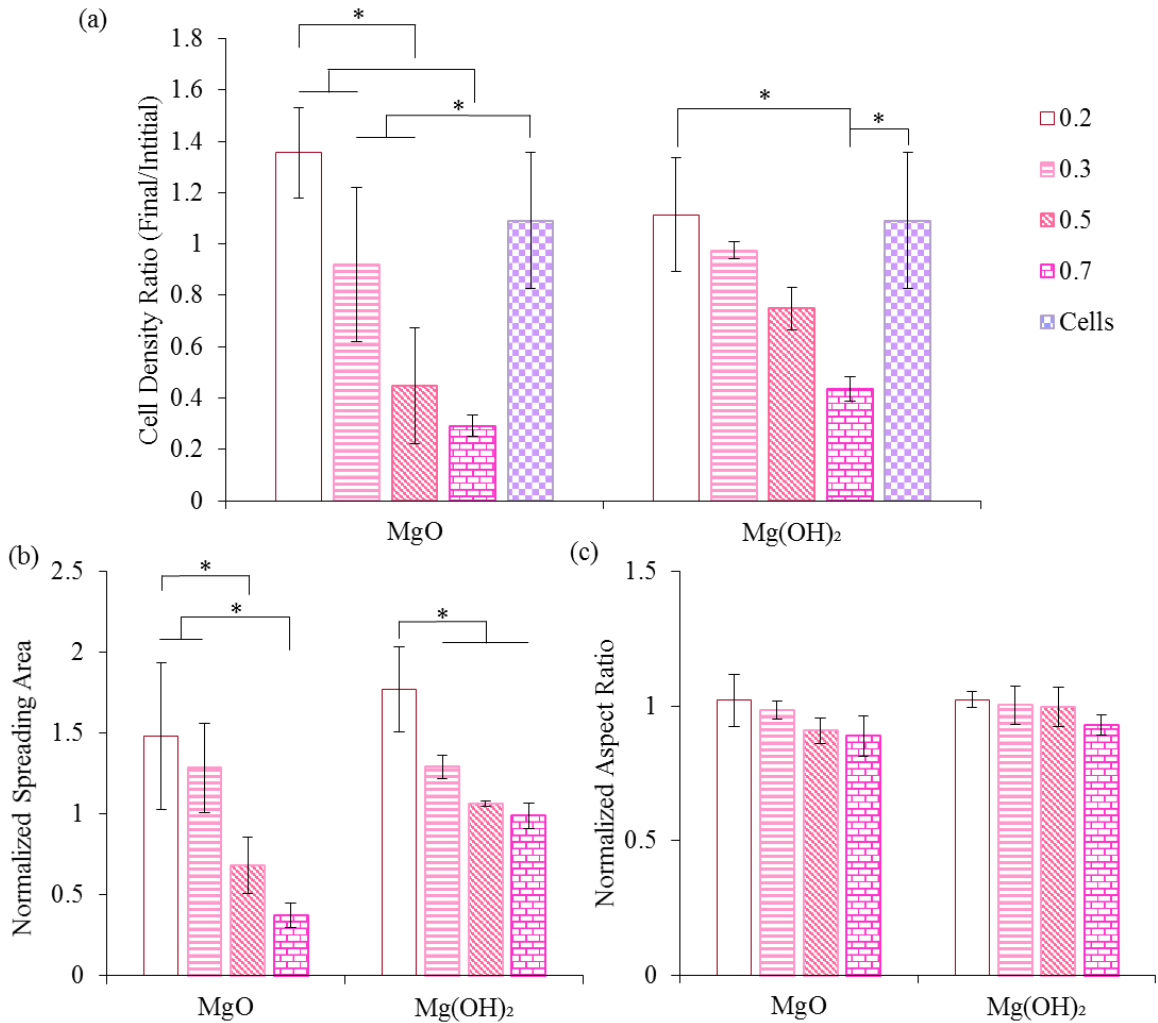 (a)
Cell Density Ratio (Final/Intitial)
1.8
1.6
1.4
1.2
1
0.8
0.6
0.4
0.2
0
*
*
*
*
MgO
Mg(OH)₂
0.2
0.3
0.5
0.7
Cells
(b)
Normalized Spreading Area
2.5
2
1.5
1
0.5
0
*
*
*
MgO
Mg(OH)₂
(c)
Normalized Aspect Ratio
1.5
1
0.5
0
MgO
Mg(OH)₂